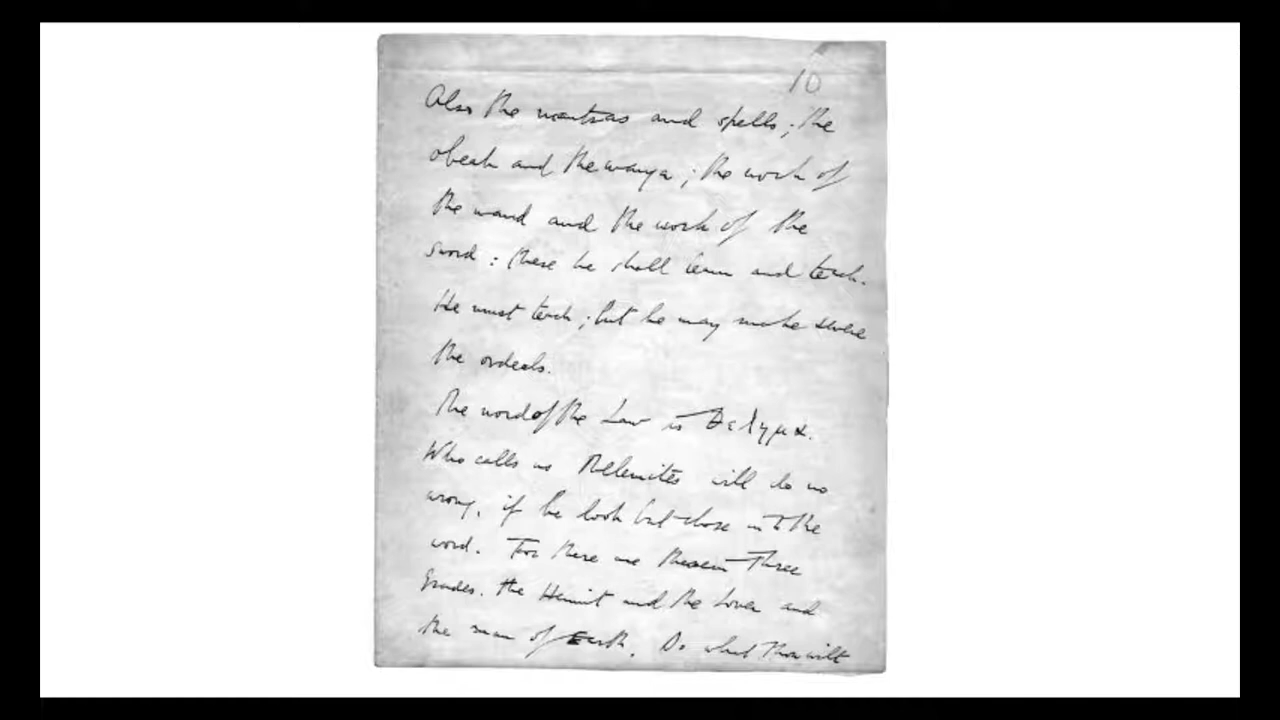 10
Also the mantras and spells; the
obeah and the wanga; the work of
the wand and the work of the
sword: these he shall learn and teach.
He must teach; but he may make severe
the ordeals.
The word of the Law is Θελημα.
Who calls us Thelemites will do no
wrong, if he look but close into the
word. For there are therein Three
Grades. the Hermit and the Lover and
the man of Earth. Do what thou wilt